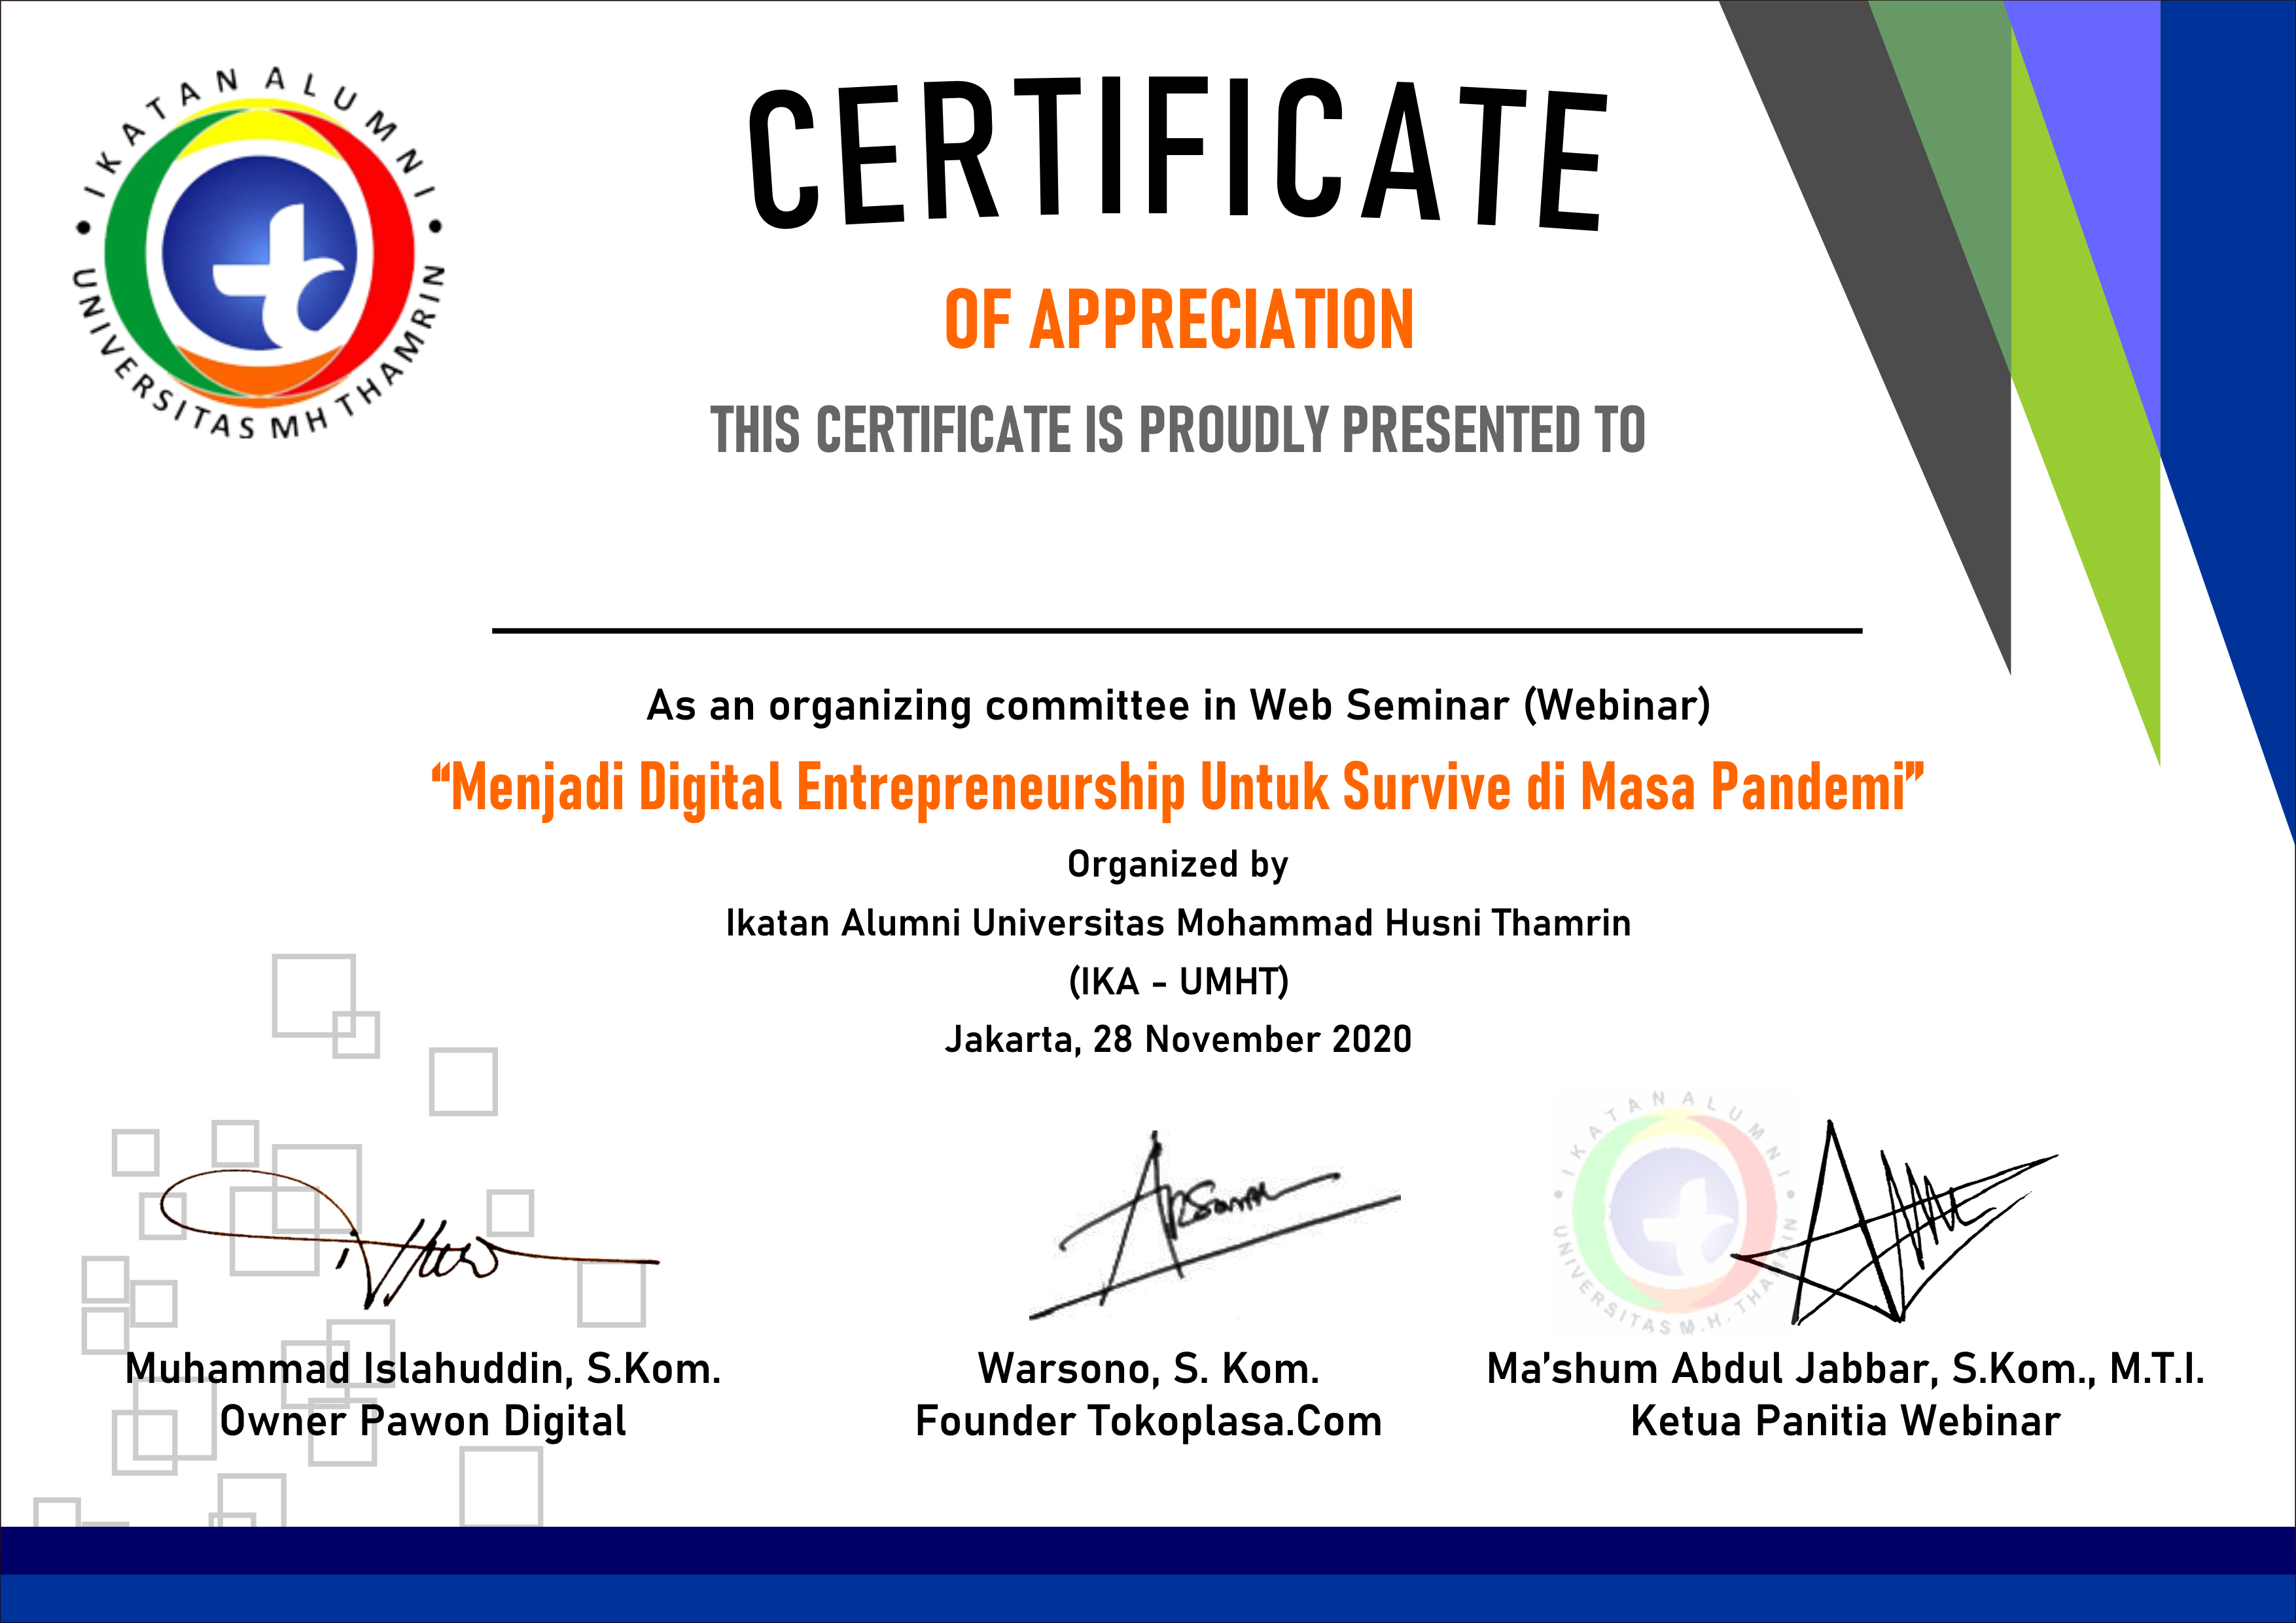 IKATAN ALUMNI
UNIVERSITAS MH THAMRIN
CERTIFICATE
OF APPRECIATION
THIS CERTIFICATE IS PROUDLY PRESENTED TO
As an organizing committee in Web Seminar (Webinar)
“Menjadi Digital Entrepreneurship Untuk Survive di Masa Pandemi”
Organized by
Ikatan Alumni Universitas Mohammad Husni Thamrin
(IKA - UMHT)
Jakarta, 28 November 2020
IKATAN ALUMNI
UNIVERSITAS M.H. THAMRIN
Muhammad Islahuddin, S.Kom.
Owner Pawon Digital
Warsono, S. Kom.
Founder Tokoplasa.Com
Ma’shum Abdul Jabbar, S.Kom., M.T.I.
Ketua Panitia Webinar